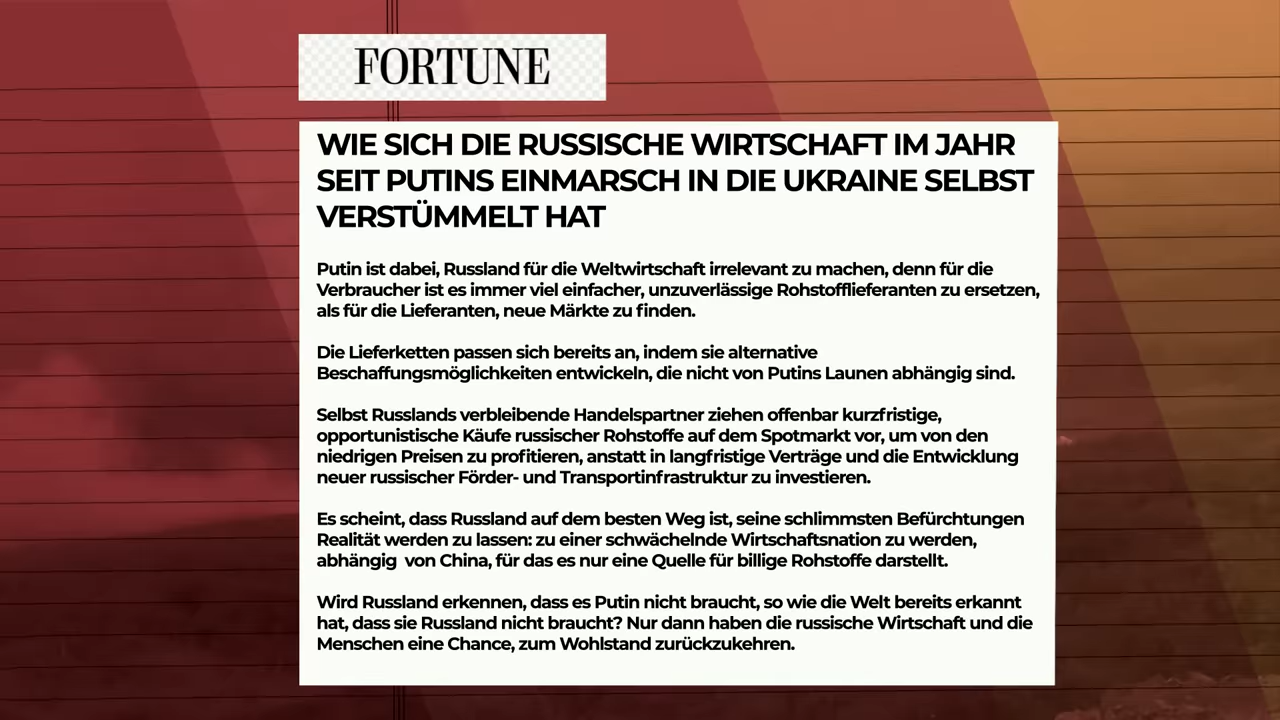 FORTUNE
WIE SICH DIE RUSSISCHE WIRTSCHAFT IM JAHR
SEIT PUTINS EINMARSCH IN DIE UKRAINE SELBST
VERSTÜMMELT HAT
Putin ist dabei, Russland für die Weltwirtschaft irrelevant zu machen, denn für die
Verbraucher ist es immer viel einfacher, unzuverlässige Rohstofflieferanten zu ersetzen,
als für die Lieferanten, neue Märkte zu finden.
Die Lieferketten passen sich bereits an, indem sie alternative
Beschaffungsmöglichkeiten entwickeln, die nicht von Putins Launen abhängig sind.
Selbst Russlands verbleibende Handelspartner ziehen offenbar kurzfristige,
opportunistische Käufe russischer Rohstoffe auf dem Spotmarkt vor, um von den
niedrigen Preisen zu profitieren, anstatt in langfristige Verträge und die Entwicklung
neuer russischer Förder- und Transportinfrastruktur zu investieren.
Es scheint, dass Russland auf dem besten Weg ist, seine schlimmsten Befürchtungen
Realität werden zu lassen: zu einer schwächelnde Wirtschaftsnation zu werden,
abhängig  von China, für das es nur eine Quelle für billige Rohstoffe darstellt.
Wird Russland erkennen, dass es Putin nicht braucht, so wie die Welt bereits erkannt
hat, dass sie Russland nicht braucht? Nur dann haben die russische Wirtschaft und die
Menschen eine Chance, zum Wohlstand zurückzukehren.